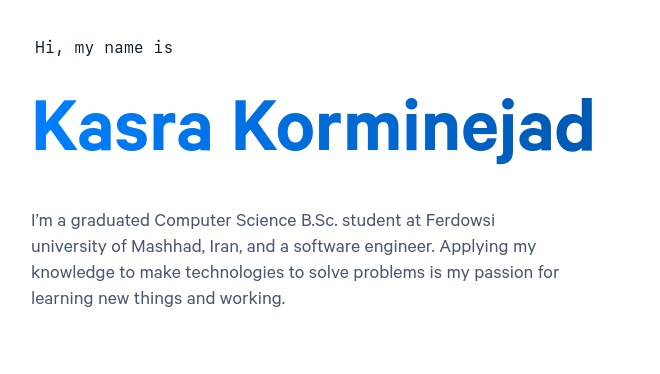 Hi, my name is
Kasra Korminejad
I’m a graduated Computer Science B.Sc. student at Ferdowsi
university of Mashhad, Iran, and a software engineer. Applying my
knowledge to make technologies to solve problems is my passion for
learning new things and working.